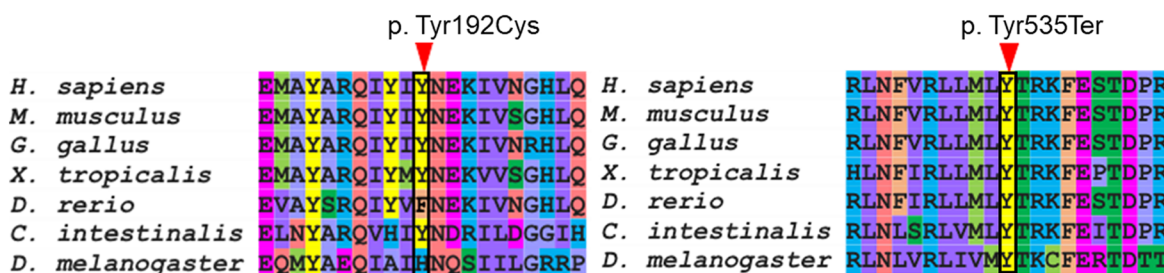 p. Tyr192Cys
H. sapiens EMAYARQIYIYNEKIVNGHLQ
M. musculus EMAYARQIYIYNEKIVSGHLQ
G. gallus EMAYARQIYIYNEKIVNRHLQ
X. tropicalis EMAYARQIYMYNEKVVSGHLQ
D. rerio EVAYSRQIYVFNEKIVNGHLQ
C. intestinalis ELNYARQVHIYNDRILDGGIH
D. melanogaster EQMYAEQIAIHNQSIILGRRP
p. Tyr535Ter
H. sapiens RLNFVRLLMLYTRKFESTDPR
M. musculus RLNFVRLLMLYTRKFESTDPR
G. gallus RLNFVRLLMLYTRKFESTDPR
X. tropicalis HLNFIRLLMLYTRKFEPTDPR
D. rerio RLNFIRLLMLYTRKFESTDPR
C. intestinalis RLNLSRLVMLYTRKFEITDPR
D. melanogaster RLNLVRLIVMYTKCFERTDTT